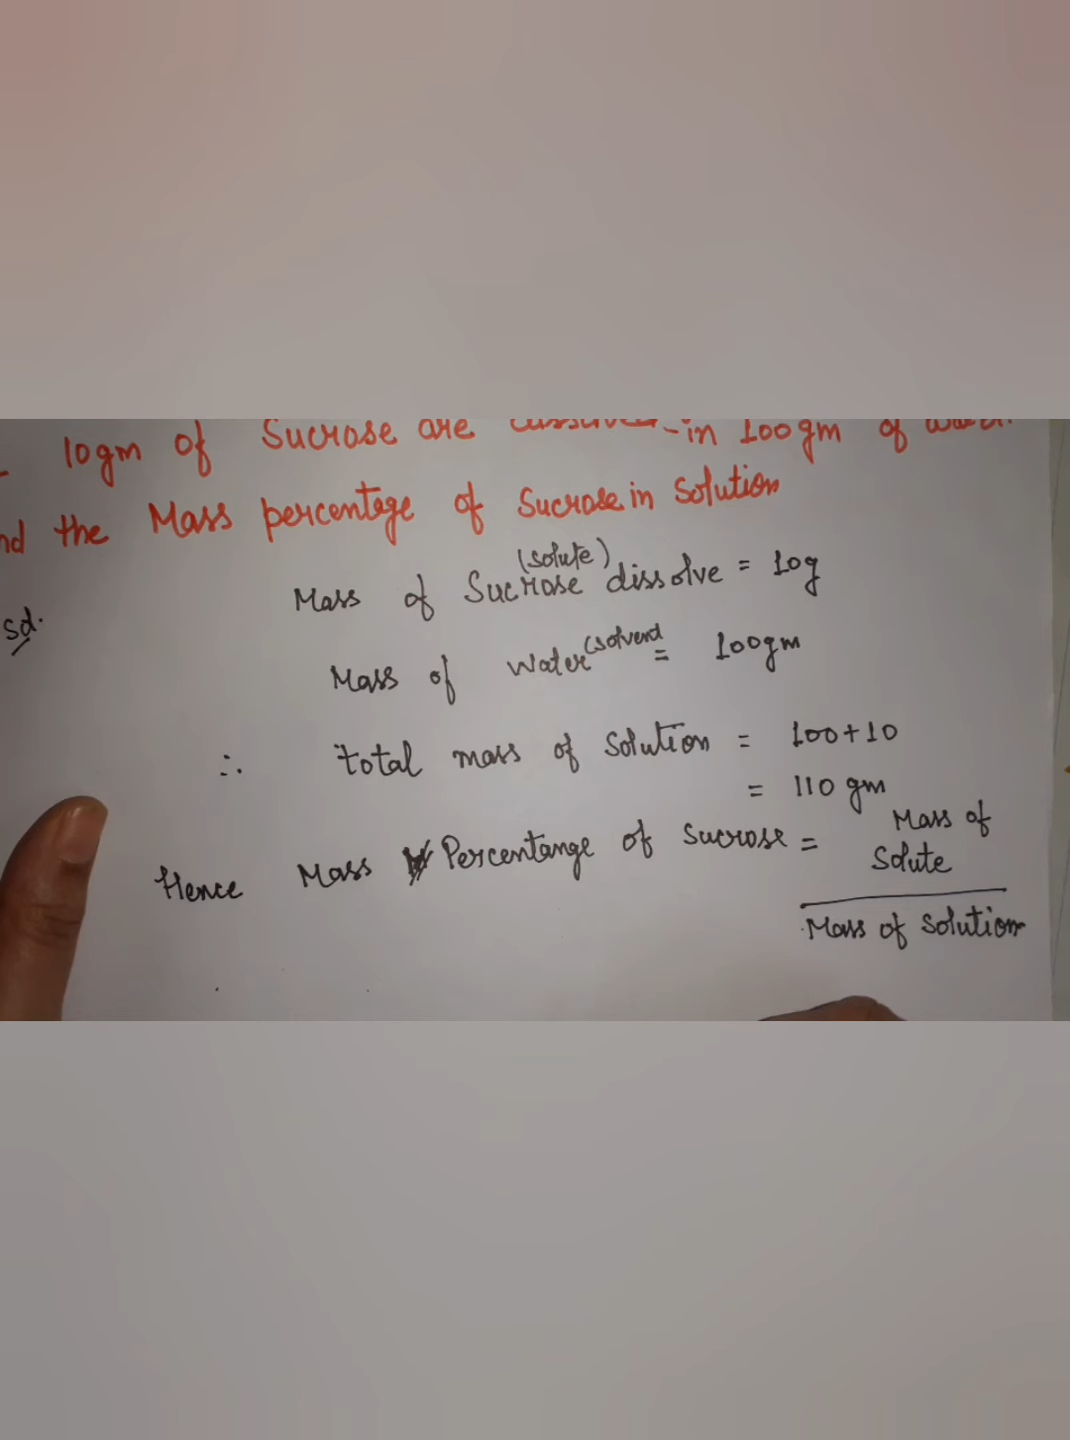 10gm of Sucrose are in 100gm of
the Mass percentage of Sucrose in Solution
(solute)
Mass of Sucrose dissolve = 10g
Sol.
(solvent
Mass of Water = 100gm
∴ total mass of Solution = 100+10
= 110 gm
Hence Mass Percentange of Sucrose = Mass of
Solute
Mass of Solution